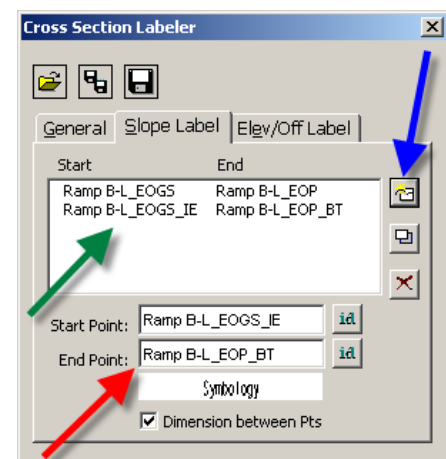 Cross Section Labeler
General Slope Label Elev/Off Label
Start End
Ramp B-L_EOGS Ramp B-L_EOP
Ramp B-L_EOGS_IE Ramp B-L_EOP_BT
Start Point: Ramp B-L_EOGS_IE id
End Point: Ramp B-L_EOP_BT id
Symbology
Dimension between Pts